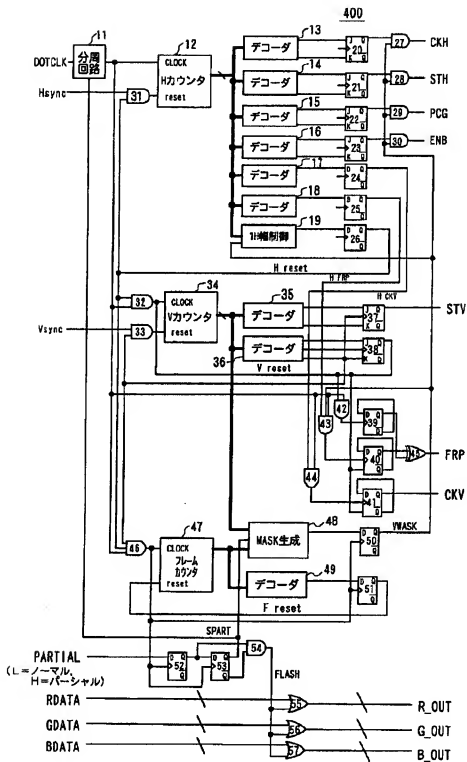 400
11
分周
回路
DOTCLK
12
CLOCK
Hカウンタ
reset
Hsync
31
13
デコーダ
J Q
20
K Q
27
CKH
14
デコーダ
J Q
21
K Q
28
STH
15
デコーダ
J Q
22
K Q
29
PCG
16
デコーダ
J Q
23
K Q
30
ENB
17
デコーダ
D Q
24
Q
18
デコーダ
D Q
25
Q
19
1H幅制御
D Q
26
Q
H reset
H FRP
H CKV
32
34
CLOCK
Vカウンタ
reset
Vsync
33
35
デコーダ
J Q
37
K Q
STV
36
デコーダ
J Q
38
K Q
V reset
42
43
44
D Q
39
Q
D Q
40
Q
45
FRP
D Q
41
Q
CKV
46
47
CLOCK
フレーム
カウンタ
reset
48
MASK生成
D Q
50
Q
VMASK
49
デコーダ
D Q
51
Q
F reset
SPART
PARTIAL
(L=ノーマル,
H=パーシャル)
D Q
52
Q
D Q
53
Q
54
FLASH
RDATA
55
R_OUT
GDATA
56
G_OUT
BDATA
57
B_OUT